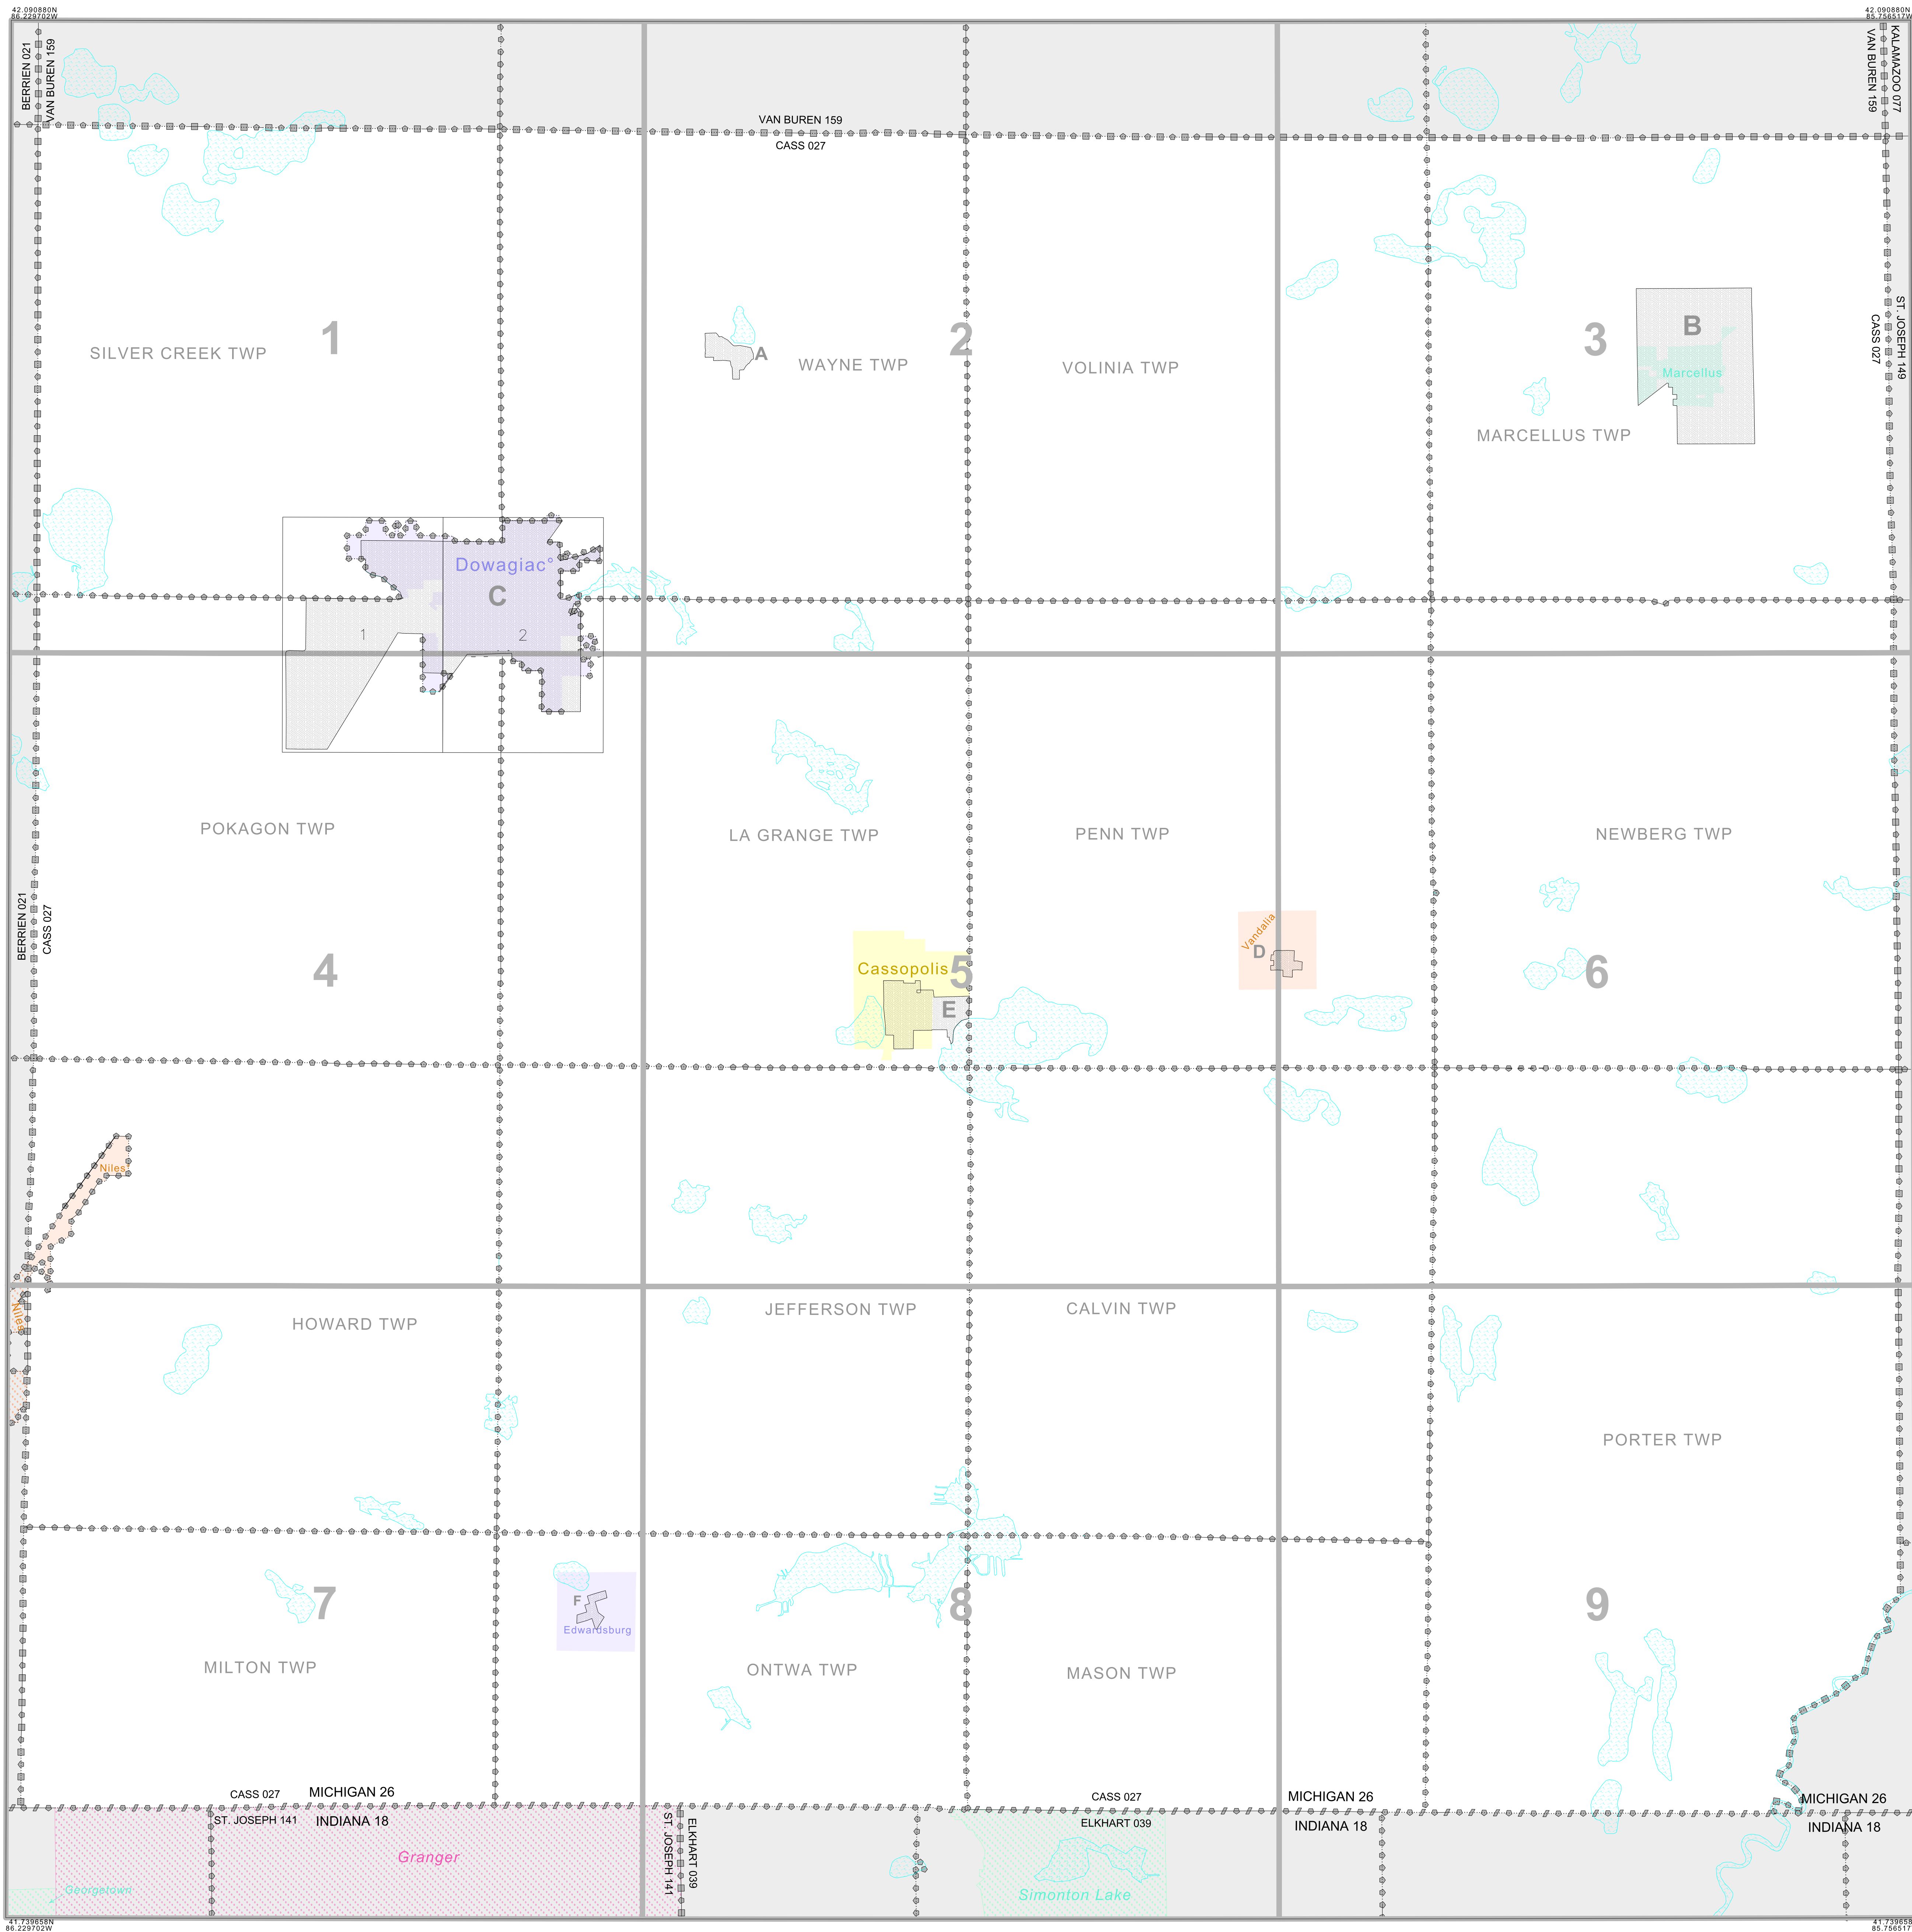 42.090880N
86.229702W
42.090880N
85.756517W
BERRIEN 021
VAN BUREN 159
VAN BUREN 159
KALAMAZOO 077
VAN BUREN 159
CASS 027
1
2
3
SILVER CREEK TWP
A
WAYNE TWP
VOLINIA TWP
B
Marcellus
MARCELLUS TWP
ST. JOSEPH 149
CASS 027
Dowagiac°
C
1
2
POKAGON TWP
LA GRANGE TWP
PENN TWP
NEWBERG TWP
BERRIEN 021
CASS 027
4
Cassopolis
5
E
Vandalia
D
6
Niles
Niles
HOWARD TWP
JEFFERSON TWP
CALVIN TWP
PORTER TWP
7
F
Edwardsburg
8
9
MILTON TWP
ONTWA TWP
MASON TWP
CASS 027
MICHIGAN 26
ST. JOSEPH 141
INDIANA 18
CASS 027
ELKHART 039
MICHIGAN 26
INDIANA 18
MICHIGAN 26
INDIANA 18
ST. JOSEPH 141
ELKHART 039
Granger
Georgetown
Simonton Lake
41.739658N
86.229702W
41.739658
85.756517